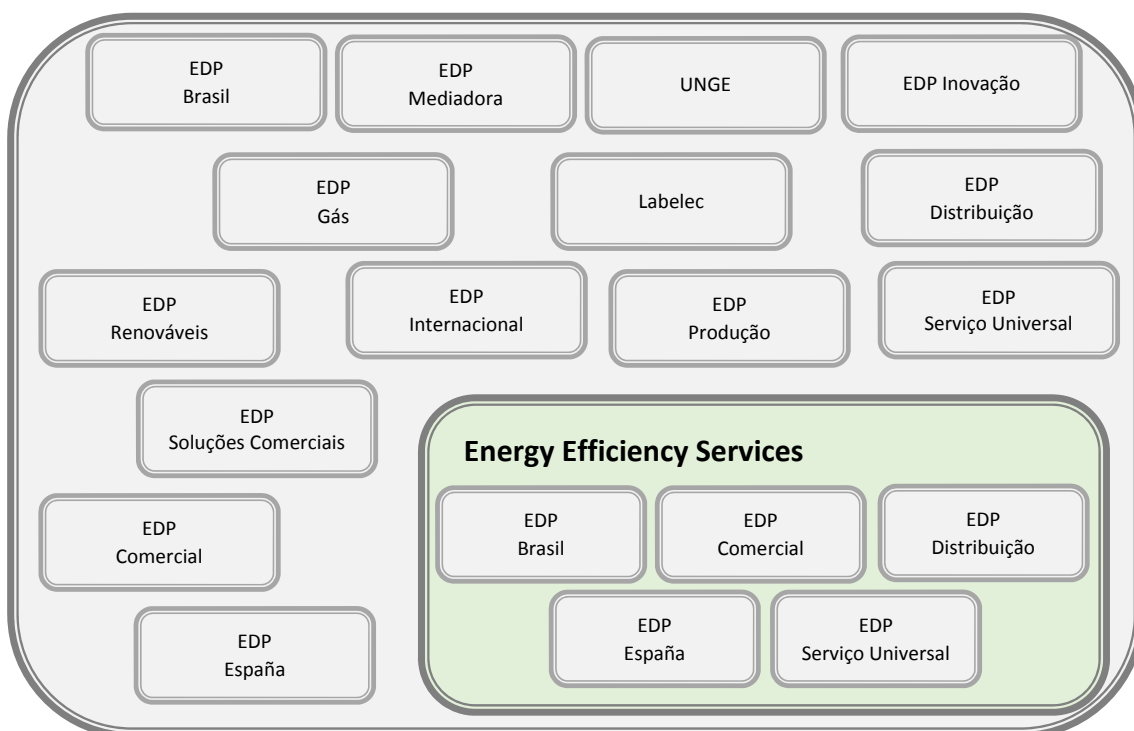 EDP
Brasil
EDP
Mediadora
UNGE
EDP Inovação
EDP
Gás
Labelec
EDP
Distribuição
EDP
Renováveis
EDP
Internacional
EDP
Produção
EDP
Serviço Universal
EDP
Soluções Comerciais
Energy Efficiency Services
EDP
Brasil
EDP
Comercial
EDP
Distribuição
EDP
España
EDP
Serviço Universal
EDP
Comercial
EDP
España